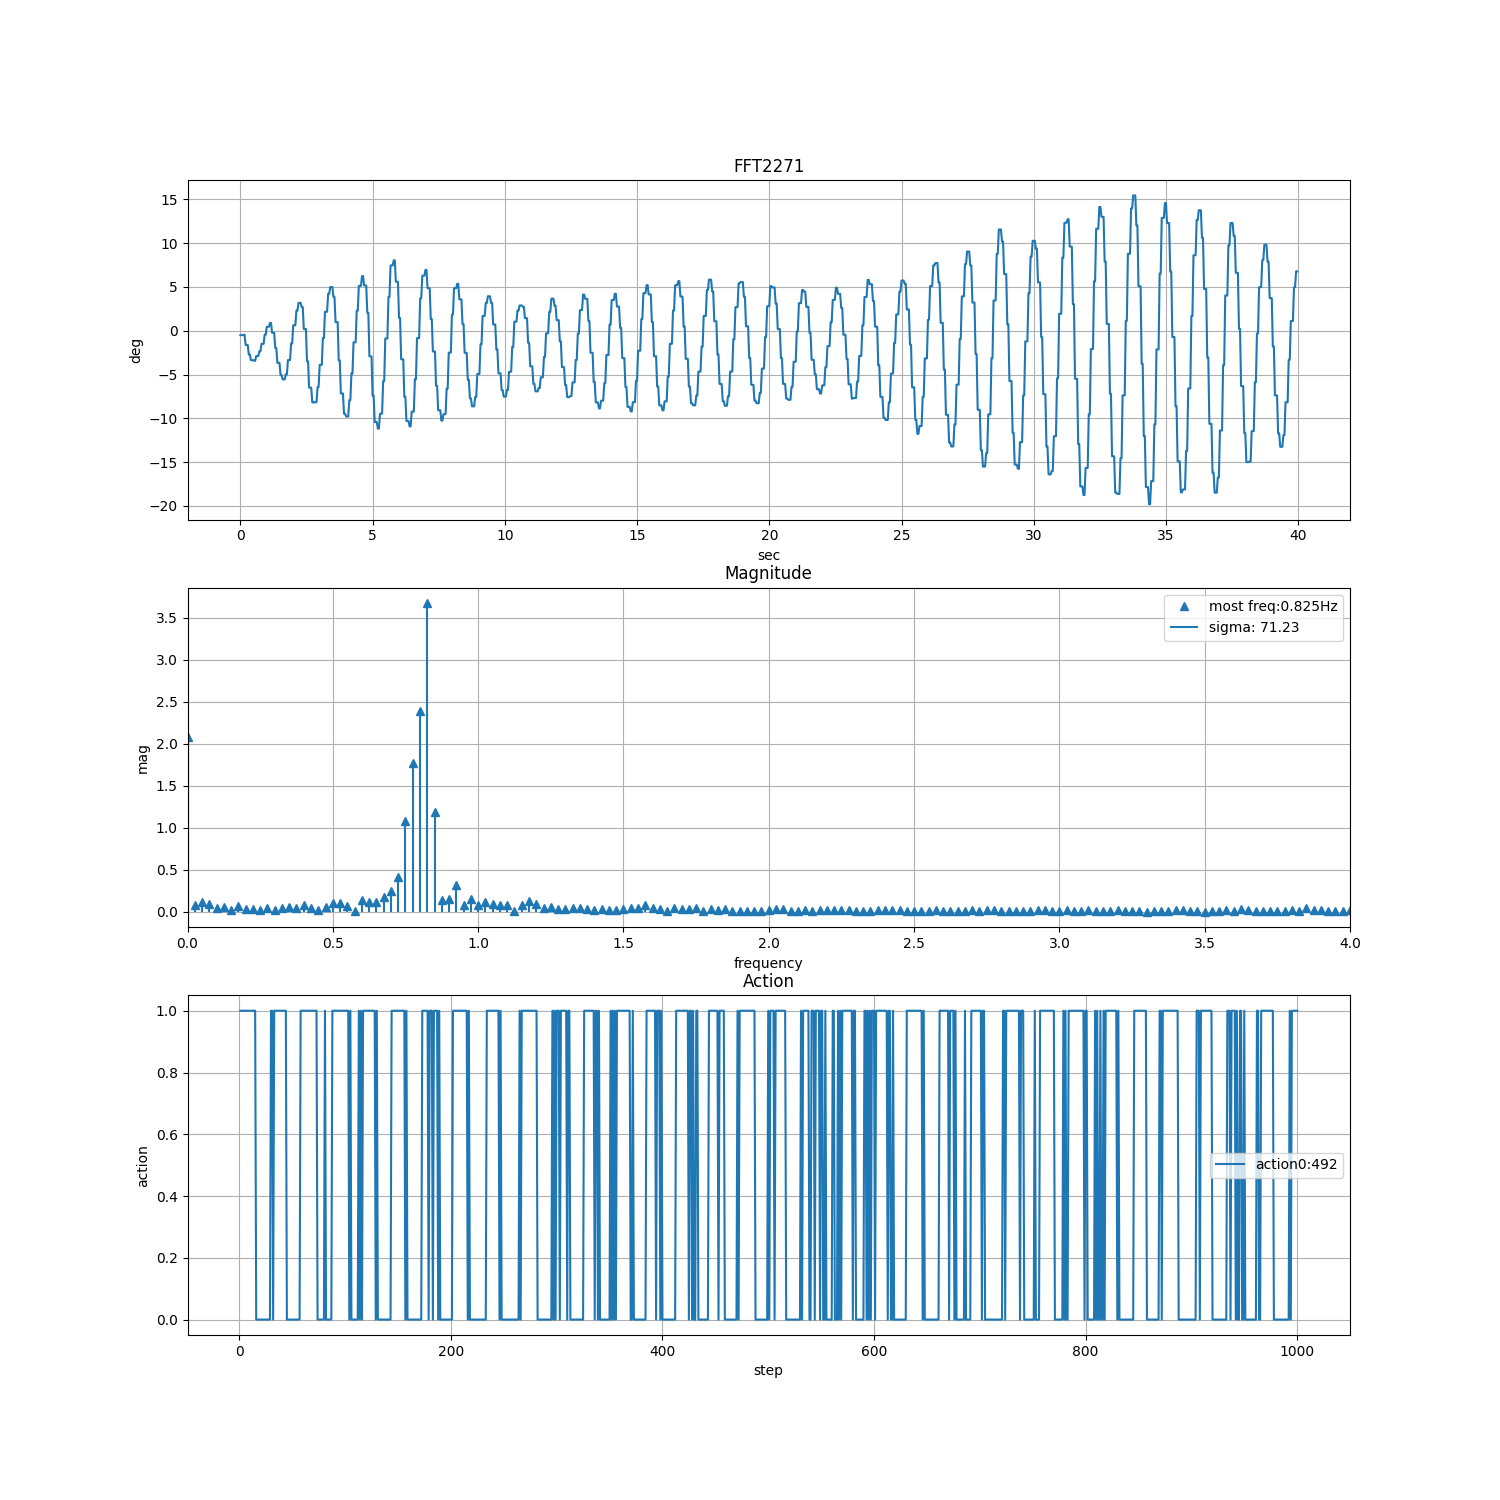 FFT2271
15
10
5
0
−5
−10
−15
−20
deg
0 5 10 15 20 25 30 35 40
sec
Magnitude
most freq:0.825Hz
sigma: 71.23
3.5
3.0
2.5
2.0
1.5
1.0
0.5
0.0
mag
0.0 0.5 1.0 1.5 2.0 2.5 3.0 3.5 4.0
frequency
Action
1.0
0.8
0.6
0.4
0.2
0.0
action
action0:492
0 200 400 600 800 1000
step